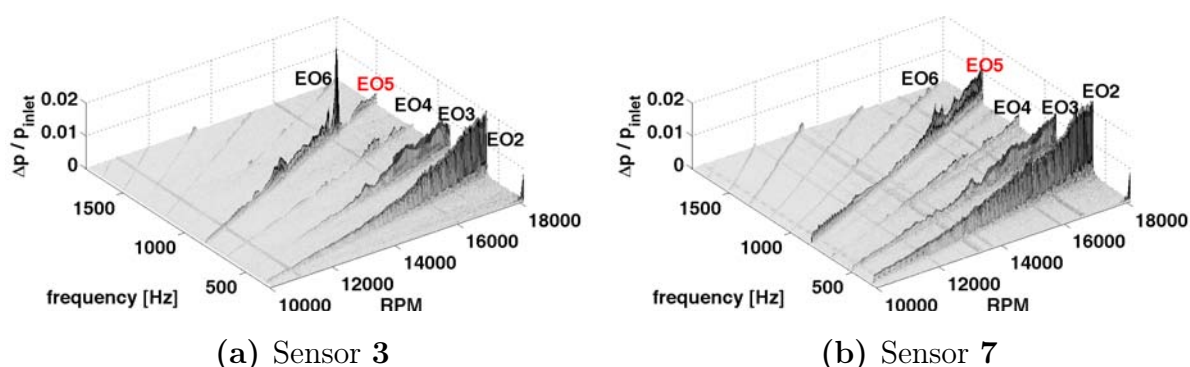 EO6
EO5
EO4
EO3
EO2
Δp / p_inlet
0.02
0.01
0
1500
1000
500
frequency [Hz]
10000
12000
14000
16000
18000
RPM
(a) Sensor 3
EO6
EO5
EO4
EO3
EO2
Δp / p_inlet
0.02
0.01
0
1500
1000
500
frequency [Hz]
10000
12000
14000
16000
18000
RPM
(b) Sensor 7